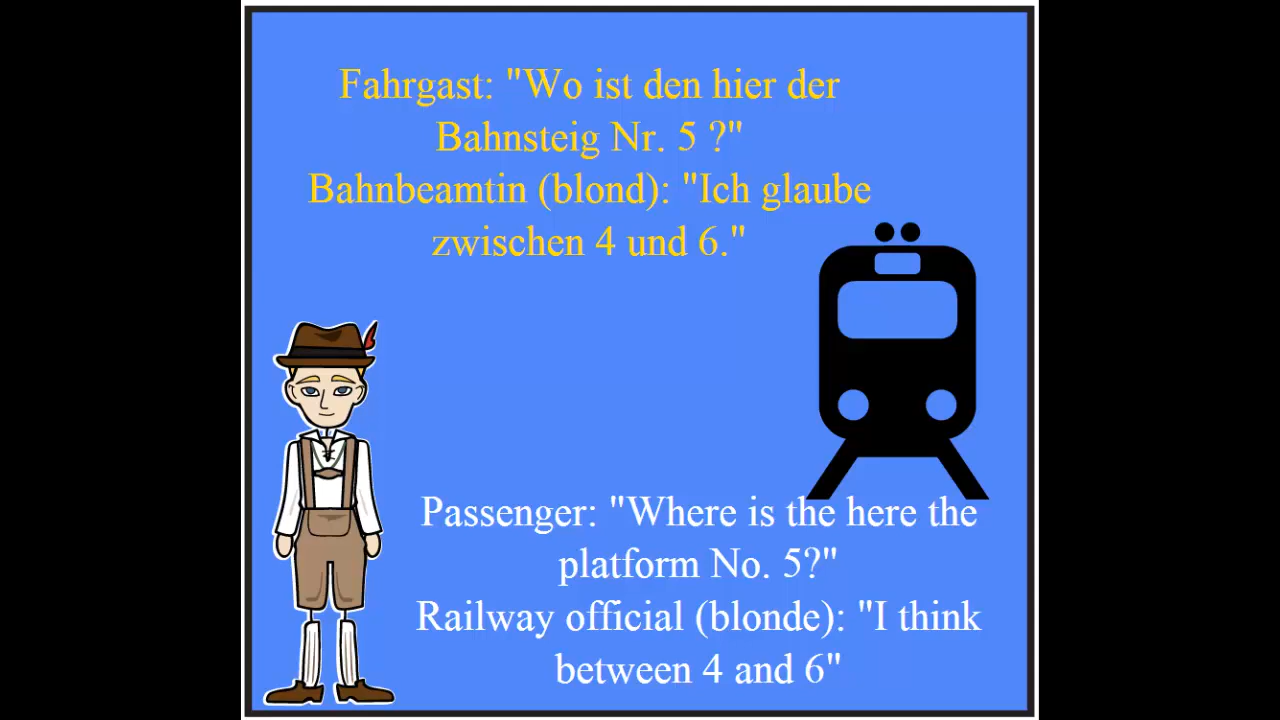 Fahrgast: "Wo ist den hier der
Bahnsteig Nr. 5 ?"
Bahnbeamtin (blond): "Ich glaube
zwischen 4 und 6."
Passenger: "Where is the here the
platform No. 5?"
Railway official (blonde): "I think
between 4 and 6"